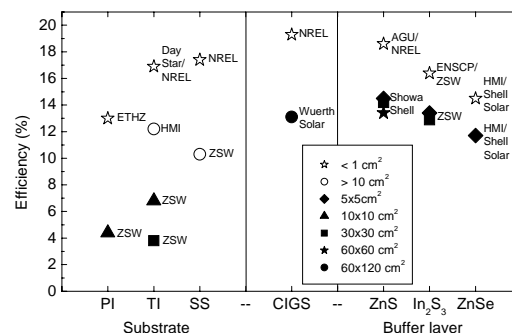 22
20
18
16
14
12
10
8
6
4
2
0
Efficiency (%)
NREL
AGU/
NREL
Day
Star/
NREL
NREL
ENSCP/
ZSW
HMI/
Shell
Solar
ETHZ
HMI
ZSW
Wuerth
Solar
Showa
Shell
ZSW
HMI/
Shell
Solar
ZSW
ZSW
ZSW
< 1 cm²
> 10 cm²
5x5cm²
10x10 cm²
30x30 cm²
60x60 cm²
60x120 cm²
PI TI SS -- CIGS -- ZnS In₂S₃ ZnSe
Substrate Buffer layer